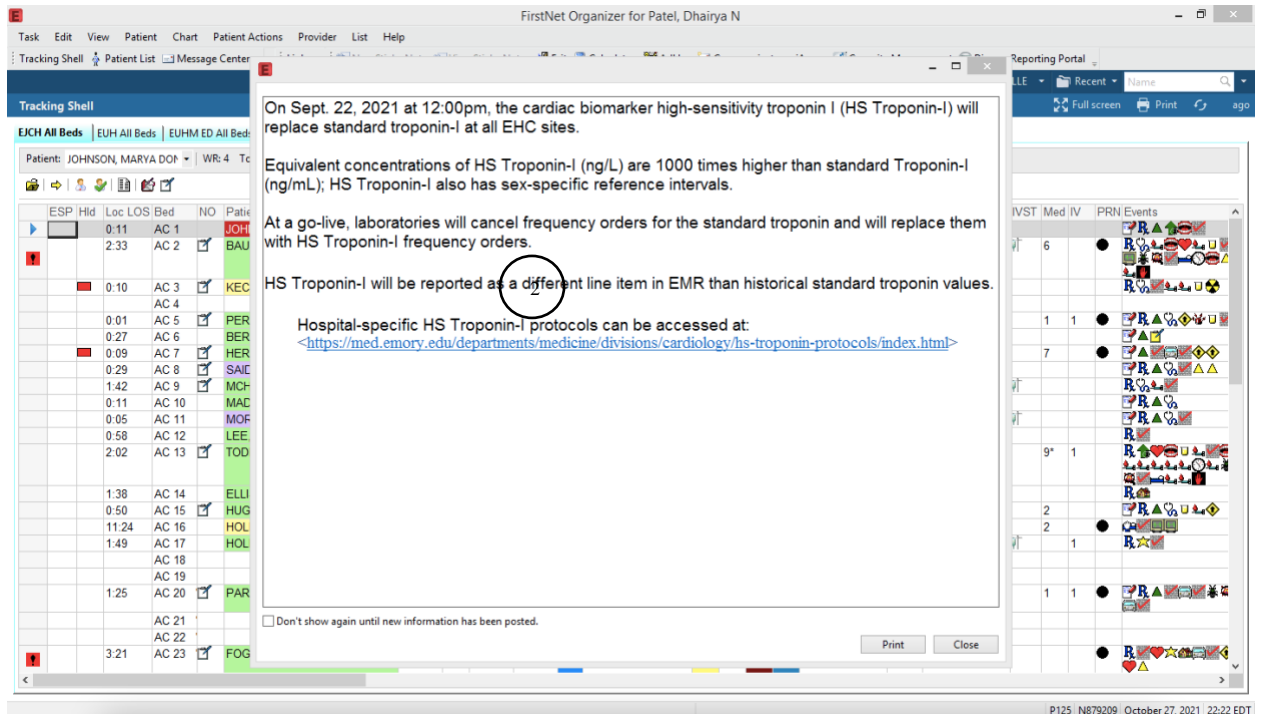 FirstNet Organizer for Patel, Dhairya N
Task Edit View Patient Chart Patient Actions Provider List Help
Tracking Shell Patient List Message Center Reporting Portal
LLE Recent Name
Tracking Shell Full screen Print ago
EJCH All Beds EUH All Beds EUHM ED All Beds
Patient: JOHNSON, MARYA DON WR: 4
On Sept. 22, 2021 at 12:00pm, the cardiac biomarker high-sensitivity troponin I (HS Troponin-I) will
replace standard troponin-I at all EHC sites.
Equivalent concentrations of HS Troponin-I (ng/L) are 1000 times higher than standard Troponin-I
(ng/mL); HS Troponin-I also has sex-specific reference intervals.
At a go-live, laboratories will cancel frequency orders for the standard troponin and will replace them
with HS Troponin-I frequency orders.
HS Troponin-I will be reported as a different line item in EMR than historical standard troponin values.
2
Hospital-specific HS Troponin-I protocols can be accessed at:
<https://med.emory.edu/departments/medicine/divisions/cardiology/hs-troponin-protocols/index.html>
Don't show again until new information has been posted.
Print Close
ESP Hld Loc LOS Bed NO Patie IVST Med IV PRN Events
0:11 AC 1 JOH
2:33 AC 2 BAU 6
0:10 AC 3 KEC
AC 4
0:01 AC 5 PER 1 1
0:27 AC 6 BER
0:09 AC 7 HER 7
0:29 AC 8 SAID
1:42 AC 9 MCH
0:11 AC 10 MAD
0:05 AC 11 MOR
0:58 AC 12 LEE,
2:02 AC 13 TOD 9* 1
1:38 AC 14 ELLI
0:50 AC 15 HUG 2
11:24 AC 16 HOL 2
1:49 AC 17 HOL 1
AC 18
AC 19
1:25 AC 20 PAR 1 1
AC 21
AC 22
3:21 AC 23 FOG
P125 N879209 October 27, 2021 22:22 EDT